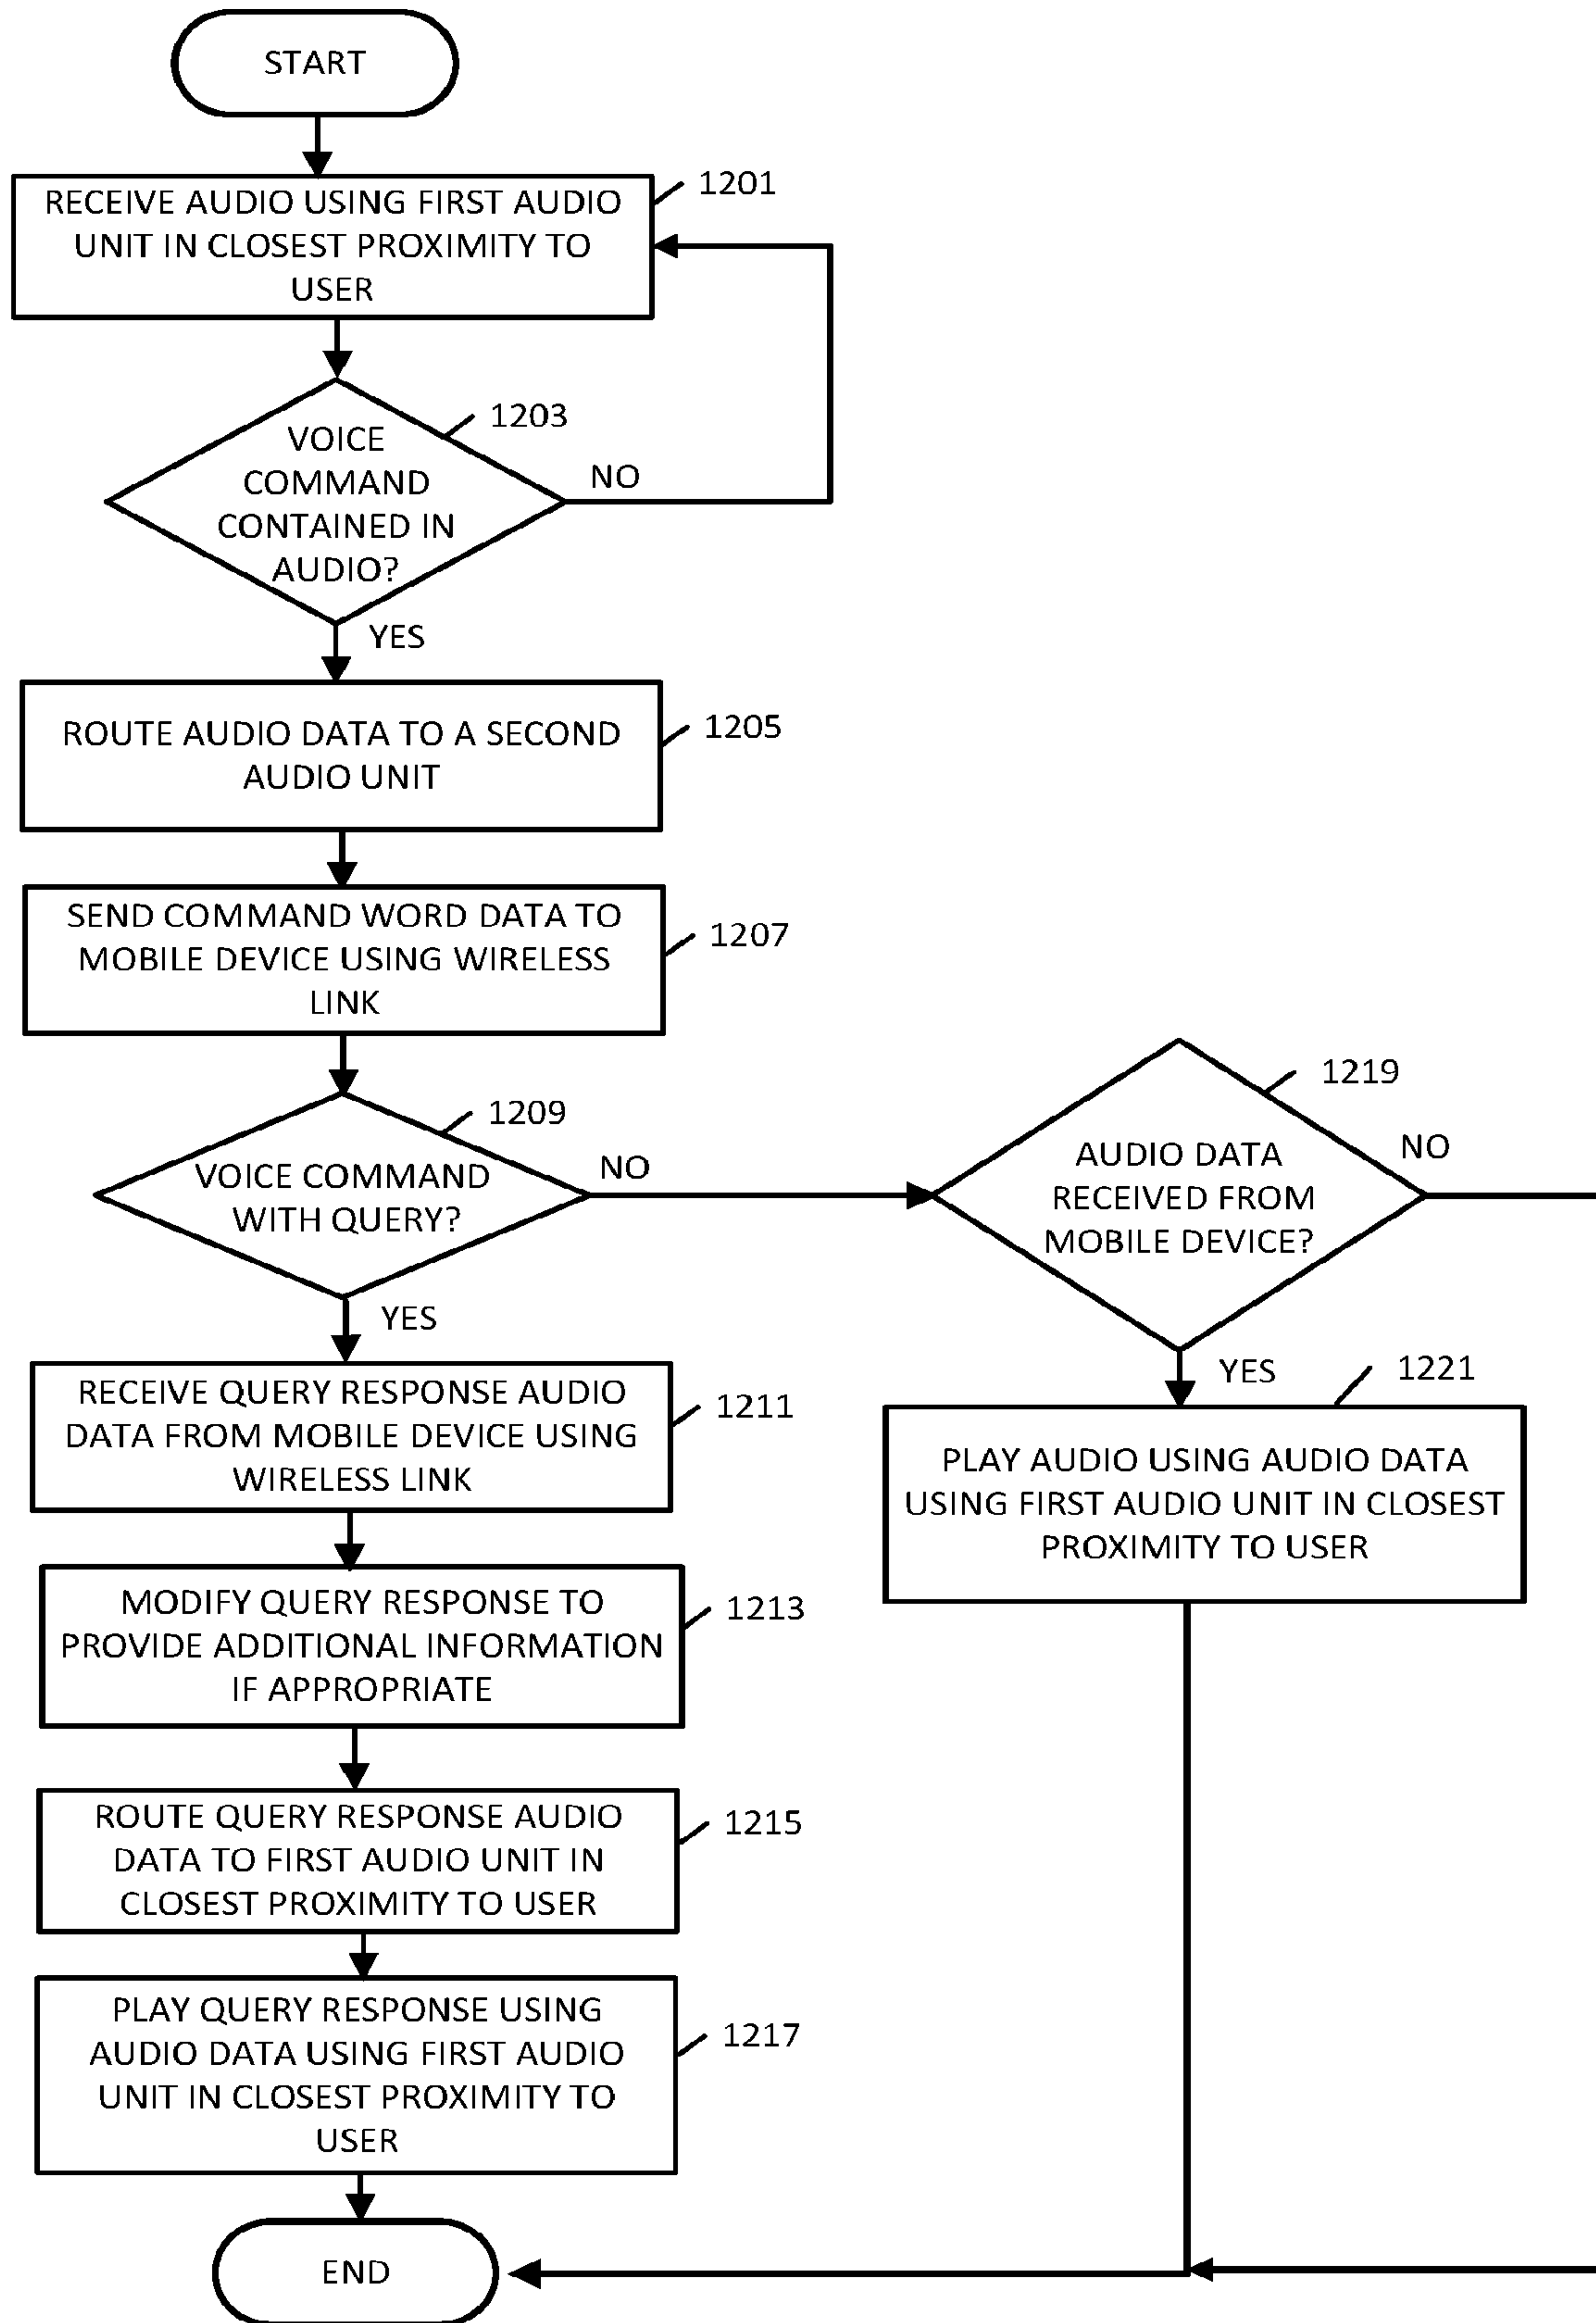 START
RECEIVE AUDIO USING FIRST AUDIO
UNIT IN CLOSEST PROXIMITY TO
USER
1201
VOICE
COMMAND
CONTAINED IN
AUDIO?
1203
NO
YES
ROUTE AUDIO DATA TO A SECOND
AUDIO UNIT
1205
SEND COMMAND WORD DATA TO
MOBILE DEVICE USING WIRELESS
LINK
1207
VOICE COMMAND
WITH QUERY?
1209
NO
YES
AUDIO DATA
RECEIVED FROM
MOBILE DEVICE?
1219
NO
YES
PLAY AUDIO USING AUDIO DATA
USING FIRST AUDIO UNIT IN CLOSEST
PROXIMITY TO USER
1221
RECEIVE QUERY RESPONSE AUDIO
DATA FROM MOBILE DEVICE USING
WIRELESS LINK
1211
MODIFY QUERY RESPONSE TO
PROVIDE ADDITIONAL INFORMATION
IF APPROPRIATE
1213
ROUTE QUERY RESPONSE AUDIO
DATA TO FIRST AUDIO UNIT IN
CLOSEST PROXIMITY TO USER
1215
PLAY QUERY RESPONSE USING
AUDIO DATA USING FIRST AUDIO
UNIT IN CLOSEST PROXIMITY TO
USER
1217
END